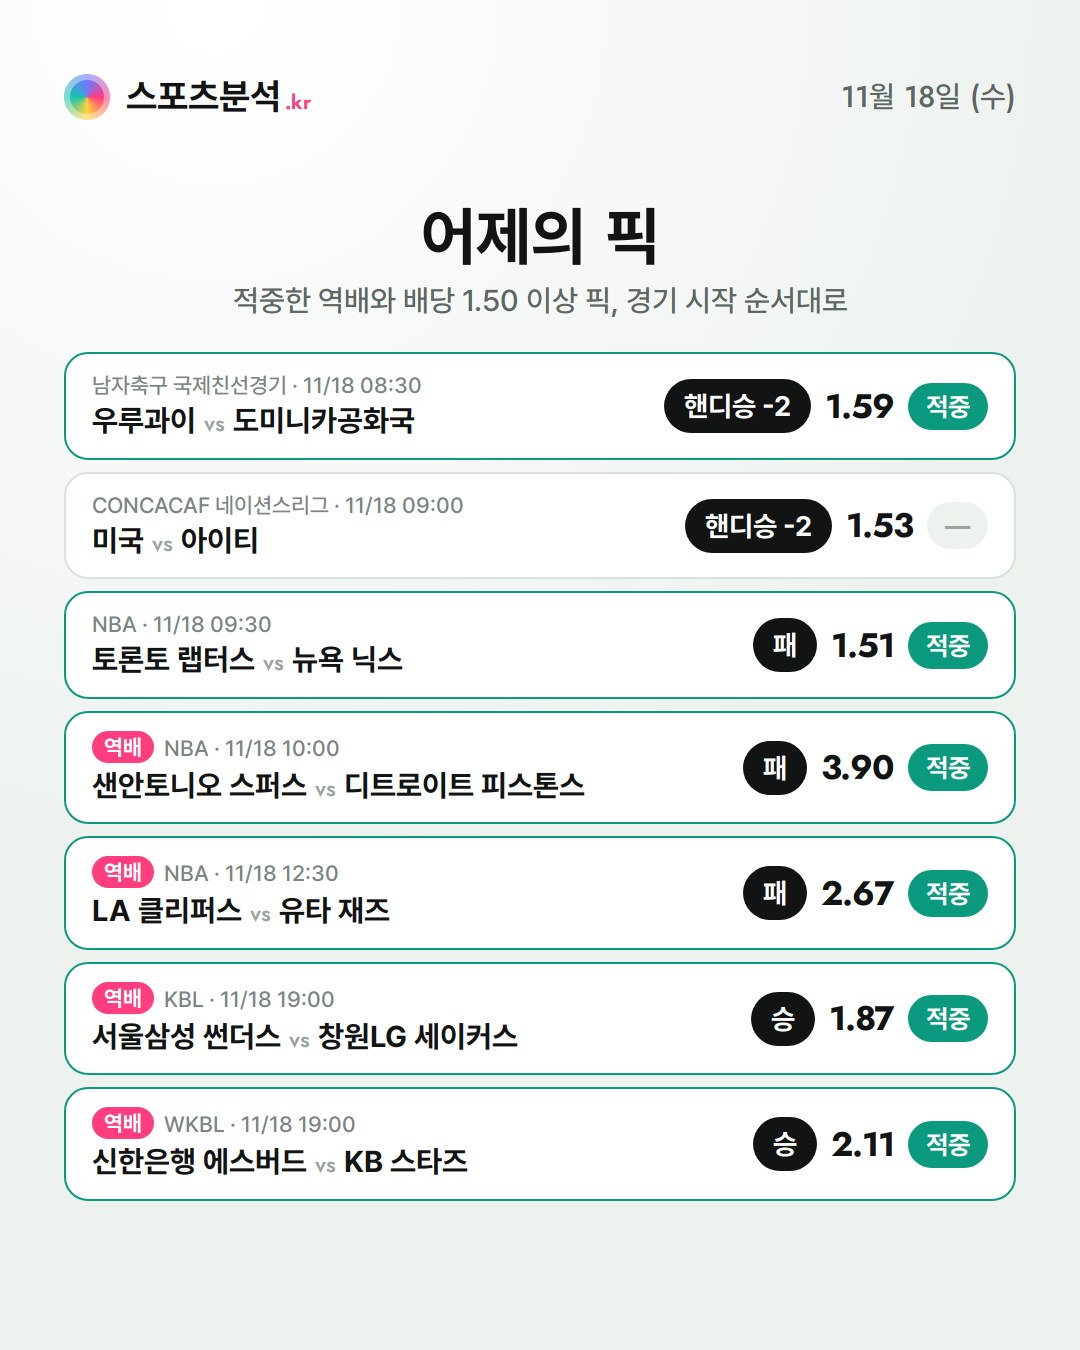 스포츠분석.kr
11월 18일 (수)
어제의 픽
적중한 역배와 배당 1.50 이상 픽, 경기 시작 순서대로
남자축구 국제친선경기 · 11/18 08:30
우루과이 vs 도미니카공화국
핸디승 -2 1.59 적중
CONCACAF 네이션스리그 · 11/18 09:00
미국 vs 아이티
핸디승 -2 1.53 —
NBA · 11/18 09:30
토론토 랩터스 vs 뉴욕 닉스
패 1.51 적중
역배 NBA · 11/18 10:00
샌안토니오 스퍼스 vs 디트로이트 피스톤스
패 3.90 적중
역배 NBA · 11/18 12:30
LA 클리퍼스 vs 유타 재즈
패 2.67 적중
역배 KBL · 11/18 19:00
서울삼성 썬더스 vs 창원LG 세이커스
승 1.87 적중
역배 WKBL · 11/18 19:00
신한은행 에스버드 vs KB 스타즈
승 2.11 적중